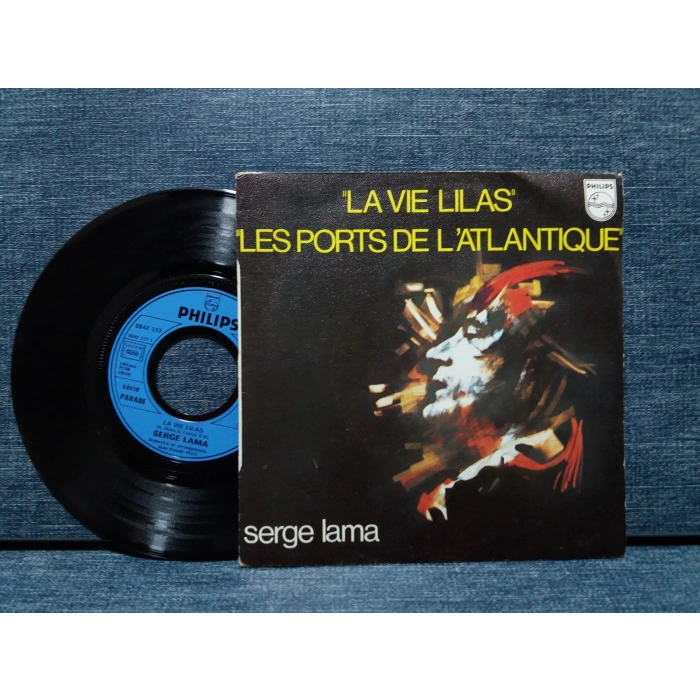 "LA VIE LILAS"
"LES PORTS DE L'ATLANTIQUE"
PHILIPS
serge lama
PHILIPS
série
PARADE
LA VIE LILAS
SERGE LAMA